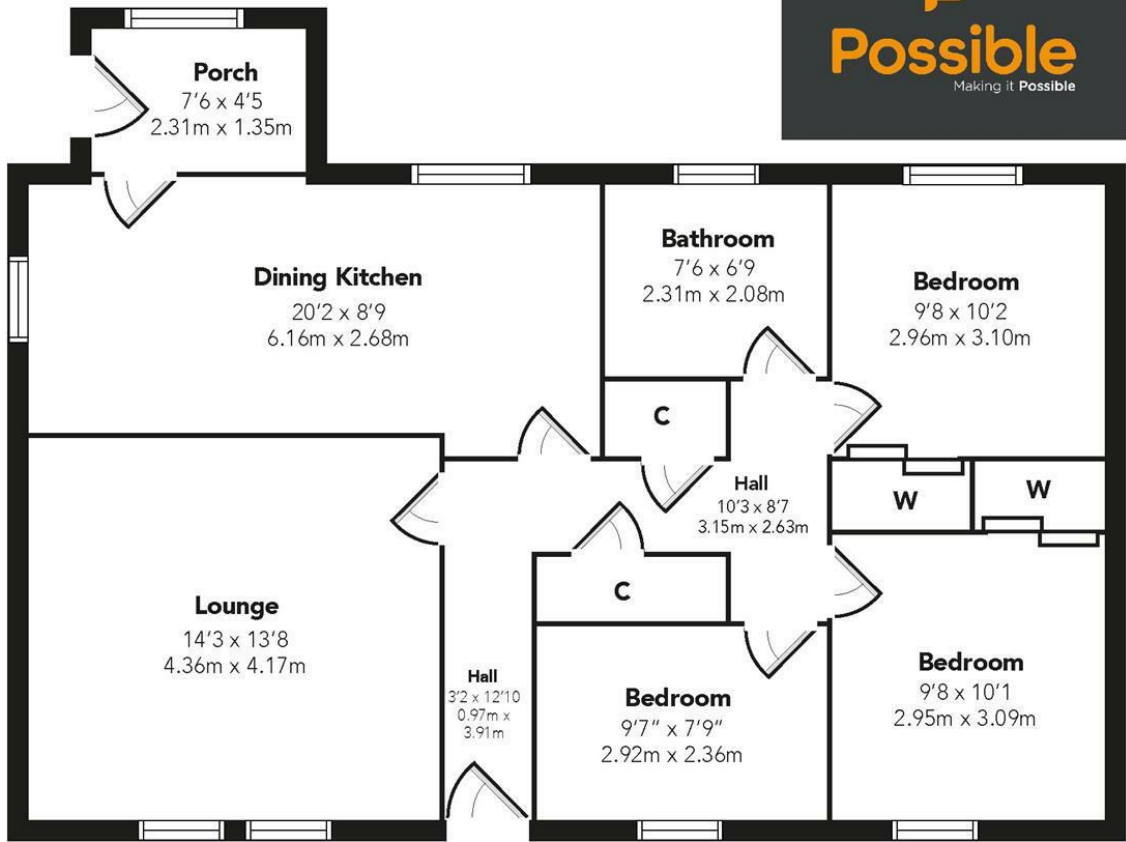 Possible
Making it Possible
Porch
7'6 x 4'5
2.31m x 1.35m
Dining Kitchen
20'2 x 8'9
6.16m x 2.68m
Bathroom
7'6 x 6'9
2.31m x 2.08m
Bedroom
9'8 x 10'2
2.96m x 3.10m
C
W
W
Hall
10'3 x 8'7
3.15m x 2.63m
C
Lounge
14'3 x 13'8
4.36m x 4.17m
Hall
3'2 x 12'10
0.97m x
3.91m
Bedroom
9'7" x 7'9"
2.92m x 2.36m
Bedroom
9'8 x 10'1
2.95m x 3.09m